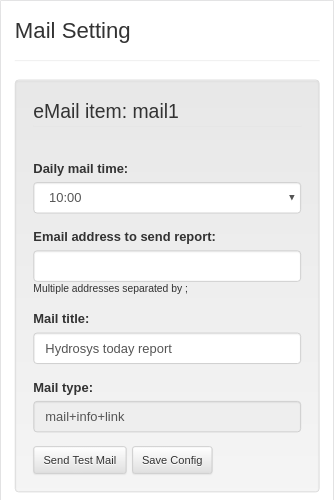 Mail Setting
eMail item: mail1
Daily mail time:
10:00
Email address to send report:
Multiple addresses separated by ;
Mail title:
Hydrosys today report
Mail type:
mail+info+link
Send Test Mail Save Config